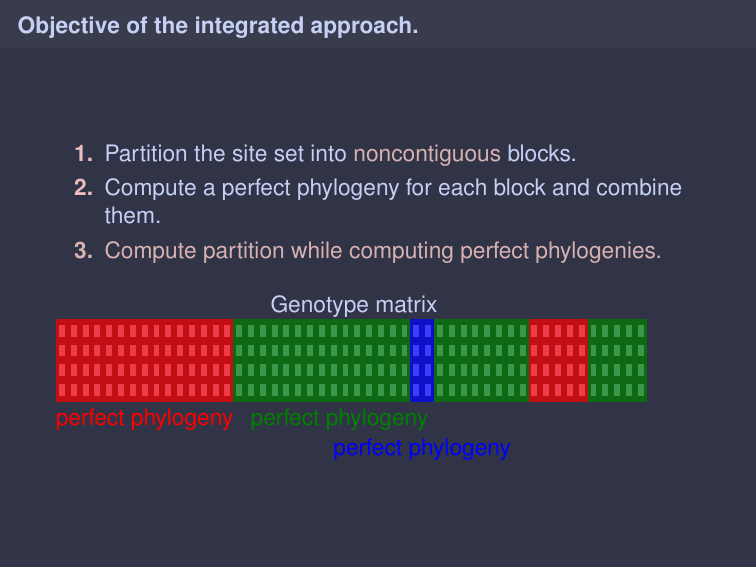 Objective of the integrated approach.
1. Partition the site set into noncontiguous blocks.
2. Compute a perfect phylogeny for each block and combine
them.
3. Compute partition while computing perfect phylogenies.
Genotype matrix
perfect phylogeny perfect phylogeny
perfect phylogeny